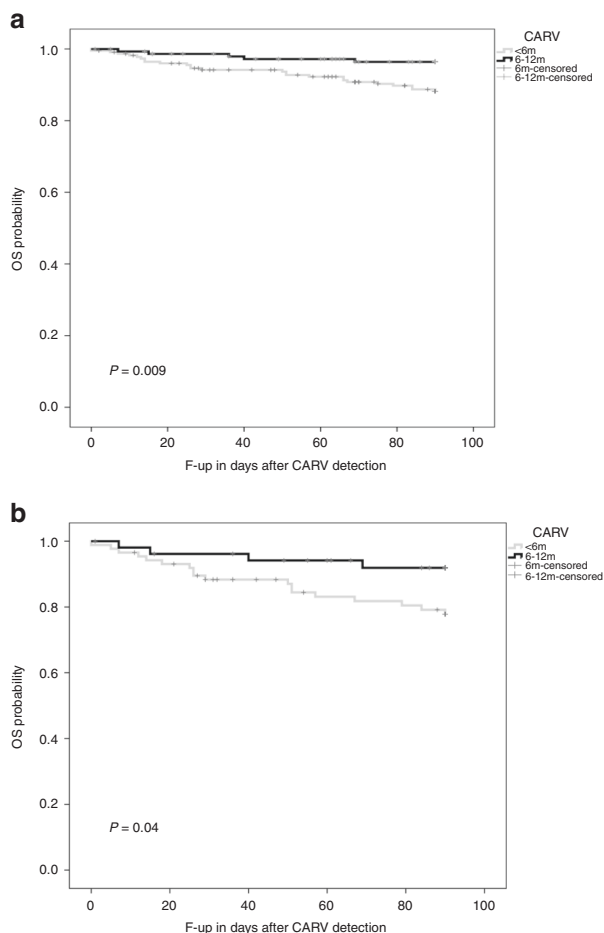 a
CARV
<6m
6-12m
6m-censored
6-12m-censored
1.0
0.8
0.6
0.4
0.2
0.0
OS probability
P = 0.009
0 20 40 60 80 100
F-up in days after CARV detection
b
CARV
<6m
6-12m
6m-censored
6-12m-censored
1.0
0.8
0.6
0.4
0.2
0.0
OS probability
P = 0.04
0 20 40 60 80 100
F-up in days after CARV detection